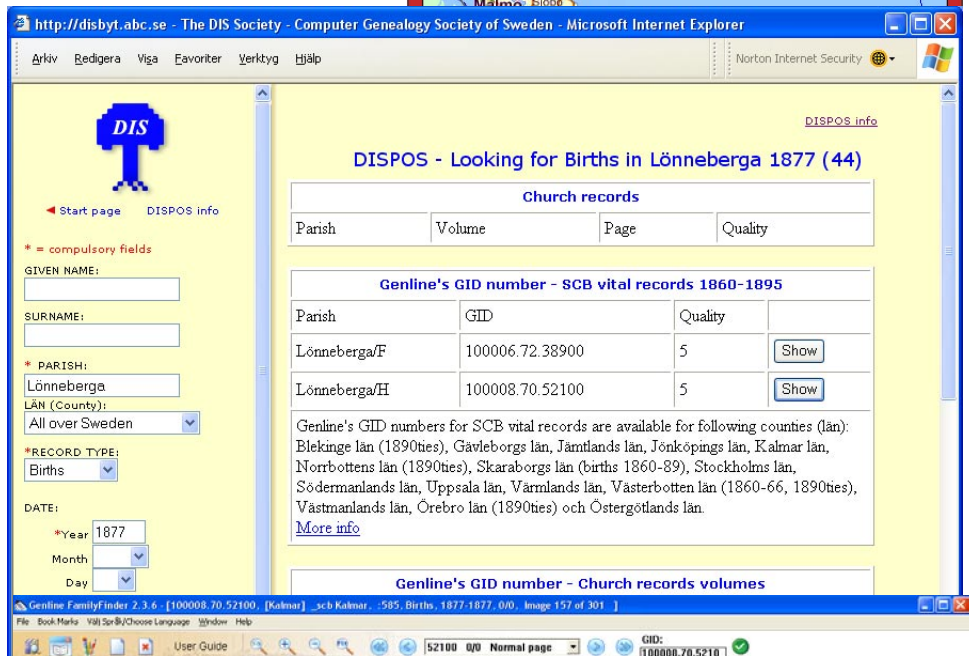 Malmö Slobo
http://disbyt.abc.se - The DIS Society - Computer Genealogy Society of Sweden - Microsoft Internet Explorer
Arkiv Redigera Visa Favoriter Verktyg Hjälp
Norton Internet Security
DIS
Start page DISPOS info
* = compulsory fields
GIVEN NAME:
SURNAME:
* PARISH:
Lönneberga
LÄN (County):
All over Sweden
*RECORD TYPE:
Births
DATE:
*Year 1877
Month
Day
DISPOS info
DISPOS - Looking for Births in Lönneberga 1877 (44)
Church records
Parish Volume Page Quality
Genline's GID number - SCB vital records 1860-1895
Parish GID Quality
Lönneberga/F 100006.72.38900 5 Show
Lönneberga/H 100008.70.52100 5 Show
Genline's GID numbers for SCB vital records are available for following counties (län):
Blekinge län (1890ties), Gävleborgs län, Jämtlands län, Jönköpings län, Kalmar län,
Norrbottens län (1890ties), Skaraborgs län (births 1860-89), Stockholms län,
Södermanlands län, Uppsala län, Värmlands län, Västerbotten län (1860-66, 1890ties),
Västmanlands län, Örebro län (1890ties) och Östergötlands län.
More info
Genline's GID number - Church records volumes
Genline FamilyFinder 2.3.6 - [100008.70.52100, [Kalmar] _scb Kalmar, :585, Births, 1877-1877, 0/0, Image 157 of 301 ]
File Book Marks Välj Språk/Choose Language Window Help
User Guide
52100 0/0 Normal page
GID:
100008.70.5210